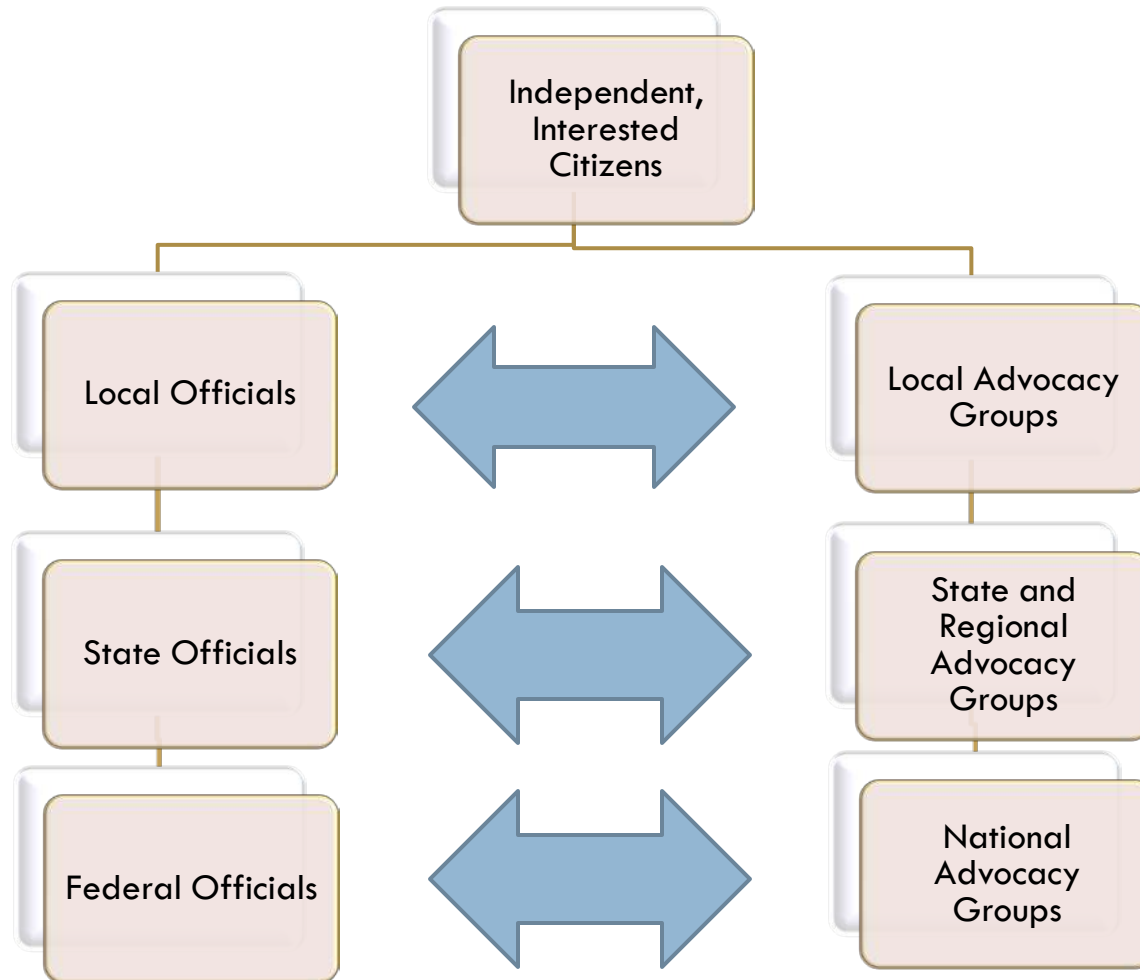 Independent,
Interested
Citizens
Local Officials
Local Advocacy
Groups
State Officials
State and
Regional
Advocacy
Groups
Federal Officials
National
Advocacy
Groups